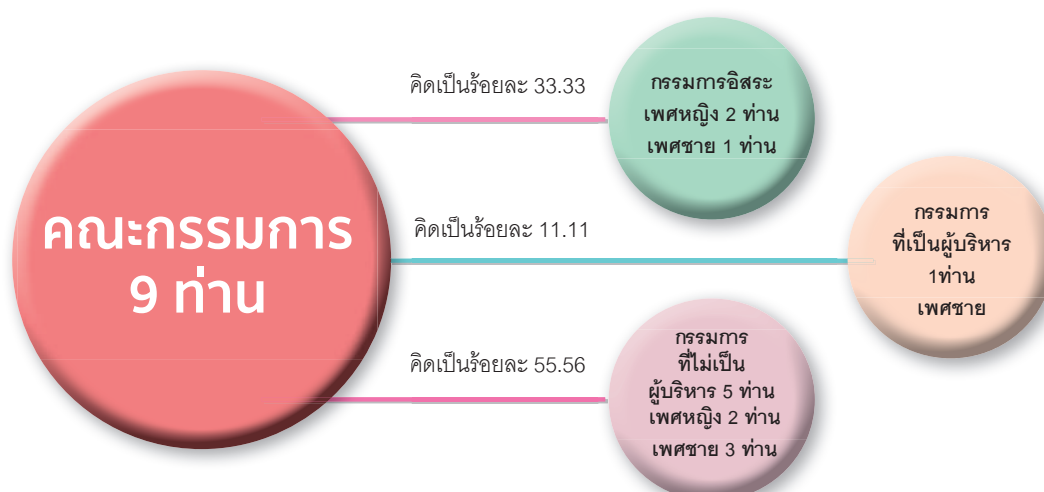 คณะกรรมการ
9 ท่าน
คิดเป็นร้อยละ 33.33
กรรมการอิสระ
เพศหญิง 2 ท่าน
เพศชาย 1 ท่าน
คิดเป็นร้อยละ 11.11
กรรมการ
ที่เป็นผู้บริหาร
1ท่าน
เพศชาย
คิดเป็นร้อยละ 55.56
กรรมการ
ที่ไม่เป็น
ผู้บริหาร 5 ท่าน
เพศหญิง 2 ท่าน
เพศชาย 3 ท่าน